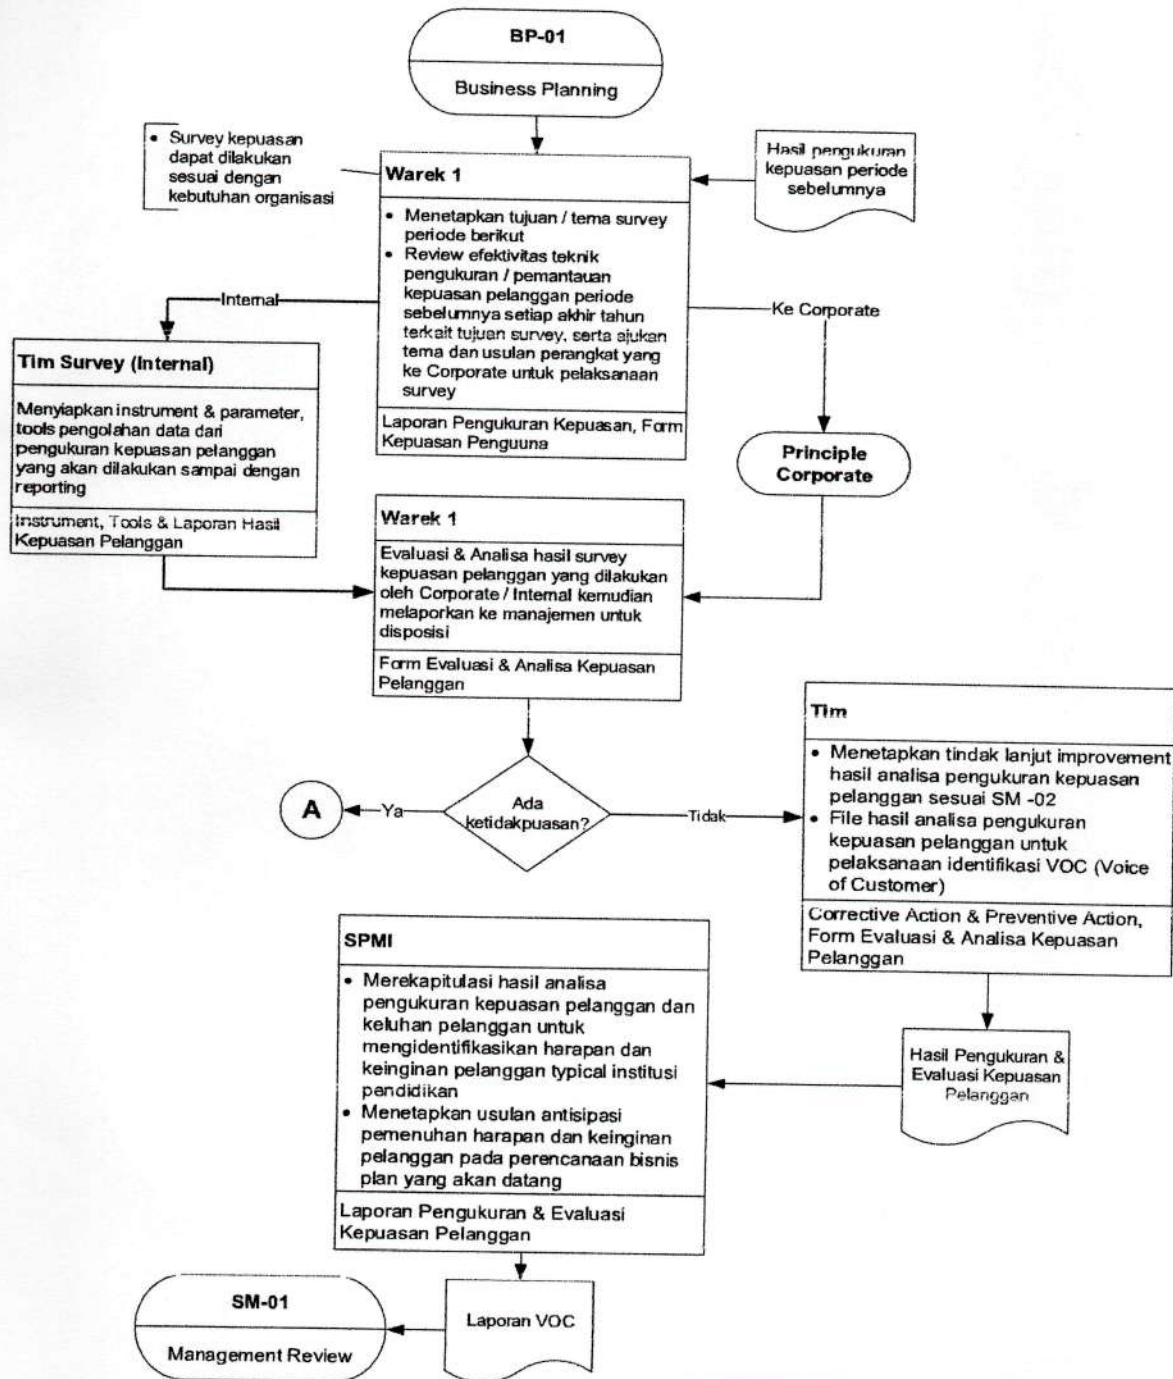 BP-01
Business Planning
• Survey kepuasan
dapat dilakukan
sesuai dengan
kebutuhan organisasi
Hasil pengukuran
kepuasan periode
sebelumnya
Warek 1
• Menetapkan tujuan / tema survey
periode berikut
• Review efektivitas teknik
pengukuran / pemantauan
kepuasan pelanggan periode
sebelumnya setiap akhir tahun
terkait tujuan survey, serta ajukan
tema dan usulan perangkat yang
ke Corporate untuk pelaksanaan
survey
Laporan Pengukuran Kepuasan, Form
Kepuasan Penguuna
Internal
Ke Corporate
Tim Survey (Internal)
Menyiapkan instrument & parameter,
tools pengolahan data dari
pengukuran kepuasan pelanggan
yang akan dilakukan sampai dengan
reporting
Instrument, Tools & Laporan Hasil
Kepuasan Pelanggan
Principle
Corporate
Warek 1
Evaluasi & Analisa hasil survey
kepuasan pelanggan yang dilakukan
oleh Corporate / Internal kemudian
melaporkan ke manajemen untuk
disposisi
Form Evaluasi & Analisa Kepuasan
Pelanggan
Ada
ketidakpuasan?
Ya
A
Tidak
Tim
• Menetapkan tindak lanjut improvement
hasil analisa pengukuran kepuasan
pelanggan sesuai SM -02
• File hasil analisa pengukuran
kepuasan pelanggan untuk
pelaksanaan identifikasi VOC (Voice
of Customer)
Corrective Action & Preventive Action,
Form Evaluasi & Analisa Kepuasan
Pelanggan
Hasil Pengukuran &
Evaluasi Kepuasan
Pelanggan
SPMI
• Merekapitulasi hasil analisa
pengukuran kepuasan pelanggan dan
keluhan pelanggan untuk
mengidentifikasikan harapan dan
keinginan pelanggan typical institusi
pendidikan
• Menetapkan usulan antisipasi
pemenuhan harapan dan keinginan
pelanggan pada perencanaan bisnis
plan yang akan datang
Laporan Pengukuran & Evaluasi
Kepuasan Pelanggan
Laporan VOC
SM-01
Management Review